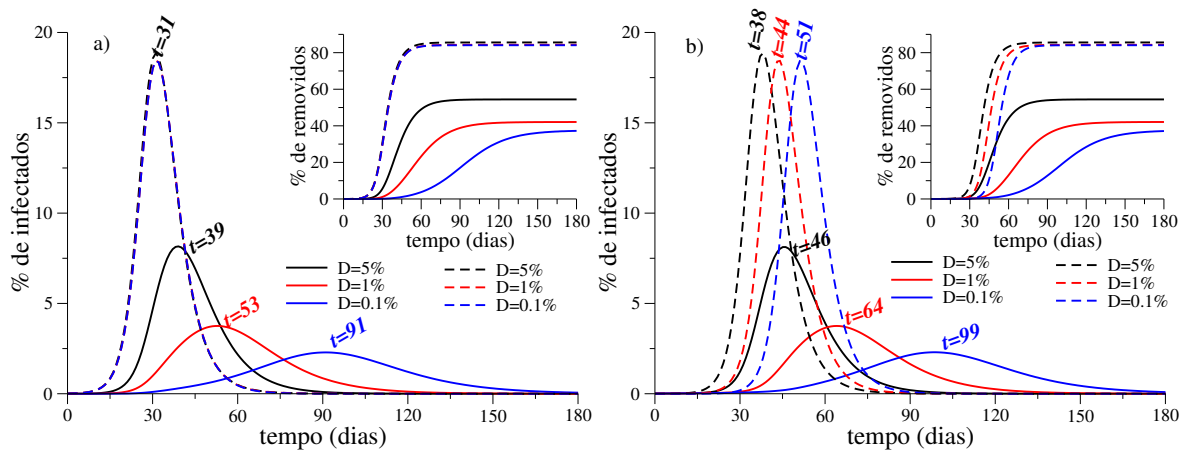 a)
t=31
t=39
t=53
t=91
% de infectados
20
15
10
5
0
0 30 60 90 120 150 180
tempo (dias)
% de removidos
80
60
40
20
0
0 30 60 90 120 150 180
tempo (dias)
D=5% D=5%
D=1% D=1%
D=0.1% D=0.1%
b)
t=38
t=44
t=51
t=46
t=64
t=99
% de infectados
20
15
10
5
0
0 30 60 90 120 150 180
tempo (dias)
% de removidos
80
60
40
20
0
0 30 60 90 120 150 180
tempo (dias)
D=5% D=5%
D=1% D=1%
D=0.1% D=0.1%